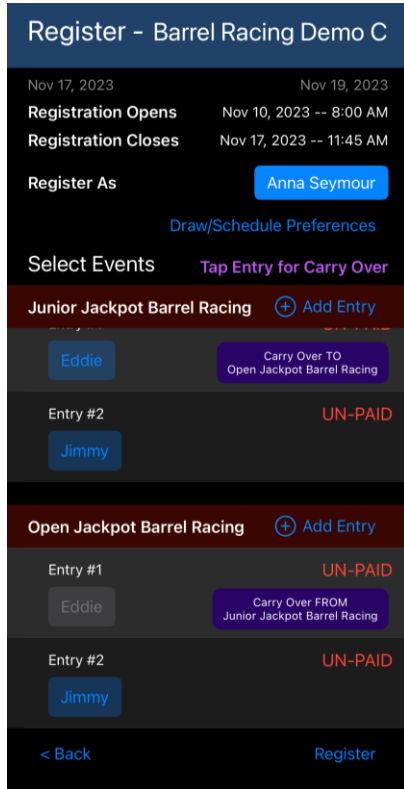 Register - Barrel Racing Demo C
Nov 17, 2023 Nov 19, 2023
Registration Opens Nov 10, 2023 -- 8:00 AM
Registration Closes Nov 17, 2023 -- 11:45 AM
Register As Anna Seymour
Draw/Schedule Preferences
Select Events Tap Entry for Carry Over
Junior Jackpot Barrel Racing + Add Entry
UN-PAID
Eddie
Carry Over TO
Open Jackpot Barrel Racing
Entry #2 UN-PAID
Jimmy
Open Jackpot Barrel Racing + Add Entry
Entry #1 UN-PAID
Eddie
Carry Over FROM
Junior Jackpot Barrel Racing
Entry #2 UN-PAID
Jimmy
< Back Register